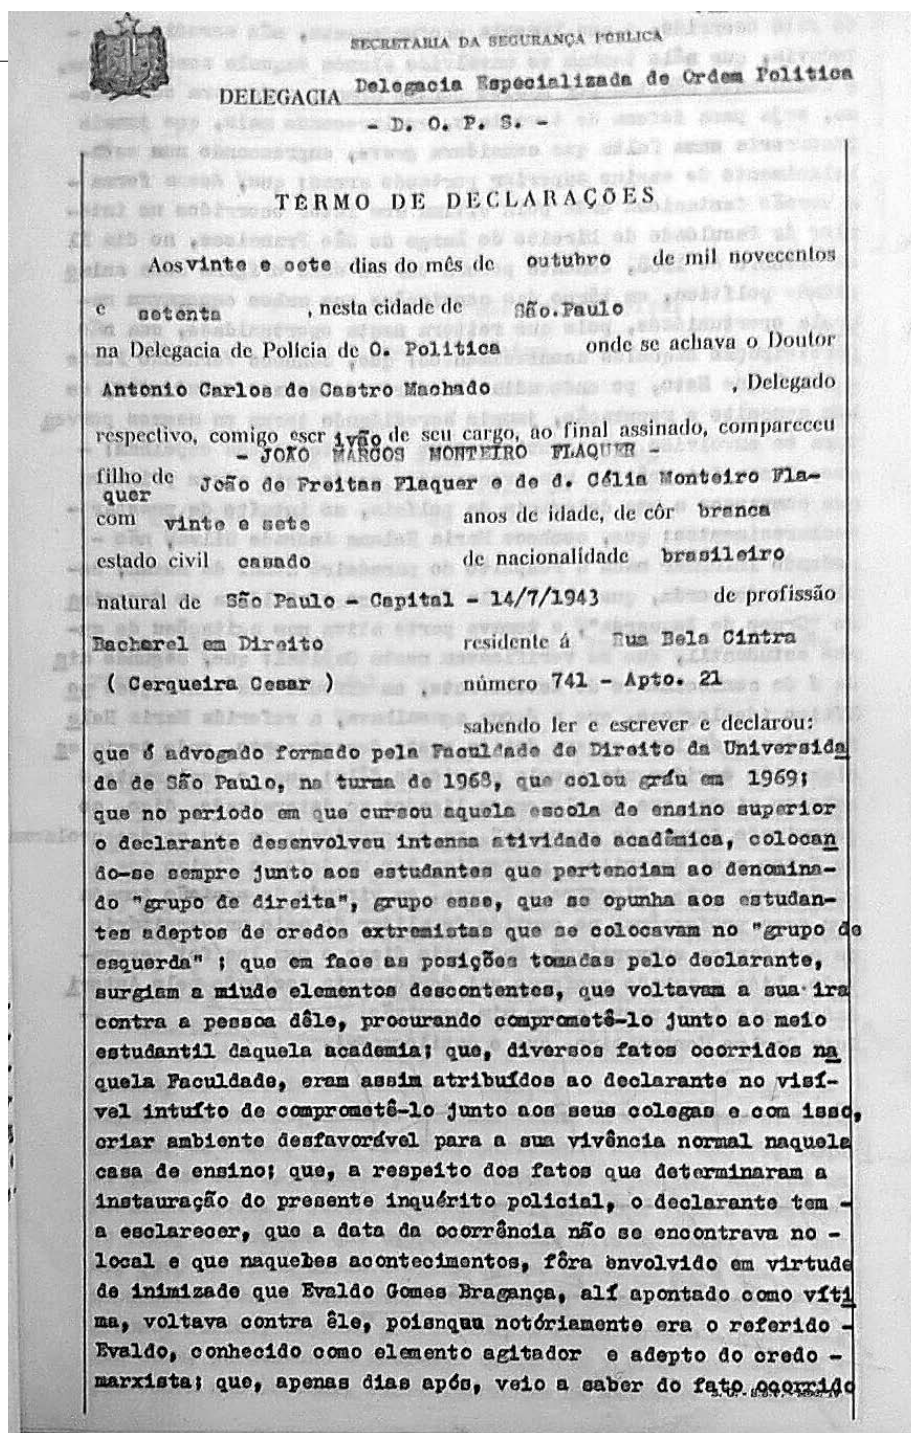 SECRETARIA DA SEGURANÇA PÚBLICA
DELEGACIA Delegacia Especializada de Ordem Politica
- D. O. P. S. -
TÊRMO DE DECLARAÇÕES
Aos vinte e sete dias do mês de outubro de mil novecentos
e setenta , nesta cidade de São.Paulo
na Delegacia de Polícia de O. Politica onde se achava o Doutor
Antonio Carlos de Castro Machado , Delegado
respectivo, comigo escrivão de seu cargo, ao final assinado, compareceu
- JOÃO MARCOS MONTEIRO FLAQUER -
filho de João de Freitas Flaquer e de d. Célia Monteiro Fla-
quer
com vinte e sete anos de idade, de côr branca
estado civil casado de nacionalidade brasileiro
natural de São Paulo - Capital - 14/7/1943 de profissão
Bacharel em Direito residente á Rua Bela Cintra
( Cerqueira Cesar ) número 741 - Apto. 21
sabendo ler e escrever e declarou:
que é advogado formado pela Faculdade de Direito da Universida
de de São Paulo, na turma de 1968, que colou gráu em 1969;
que no periodo em que cursou aquela escola de ensino superior
o declarante desenvolveu intensa atividade acadêmica, colocan
do-se sempre junto aos estudantes que pertenciam ao denomina-
do "grupo de direita", grupo esse, que se opunha aos estudan-
tes adeptos de credos extremistas que se colocavam no "grupo de
esquerda" ; que em face as posições tomadas pelo declarante,
surgiam a miude elementos descontentes, que voltavam a sua ira
contra a pessoa dêle, procurando comprometê-lo junto ao meio
estudantil daquela academia; que, diversos fatos ocorridos na
quela Faculdade, eram assim atribuídos ao declarante no visí-
vel intuíto de comprometê-lo junto aos seus colegas e com isso,
criar ambiente desfavorável para a sua vivência normal naquela
casa de ensino; que, a respeito dos fatos que determinaram a
instauração do presente inquérito policial, o declarante tem -
a esclarecer, que a data da ocorrência não se encontrava no -
local e que naqueles acontecimentos, fôra envolvido em virtude
de inimizade que Evaldo Gomes Bragança, alí apontado como víti
ma, voltava contra êle, poisnque notóriamente era o referido -
Evaldo, conhecido como elemento agitador e adepto do credo -
marxista; que, apenas dias após, veio a saber do fato ocorrido